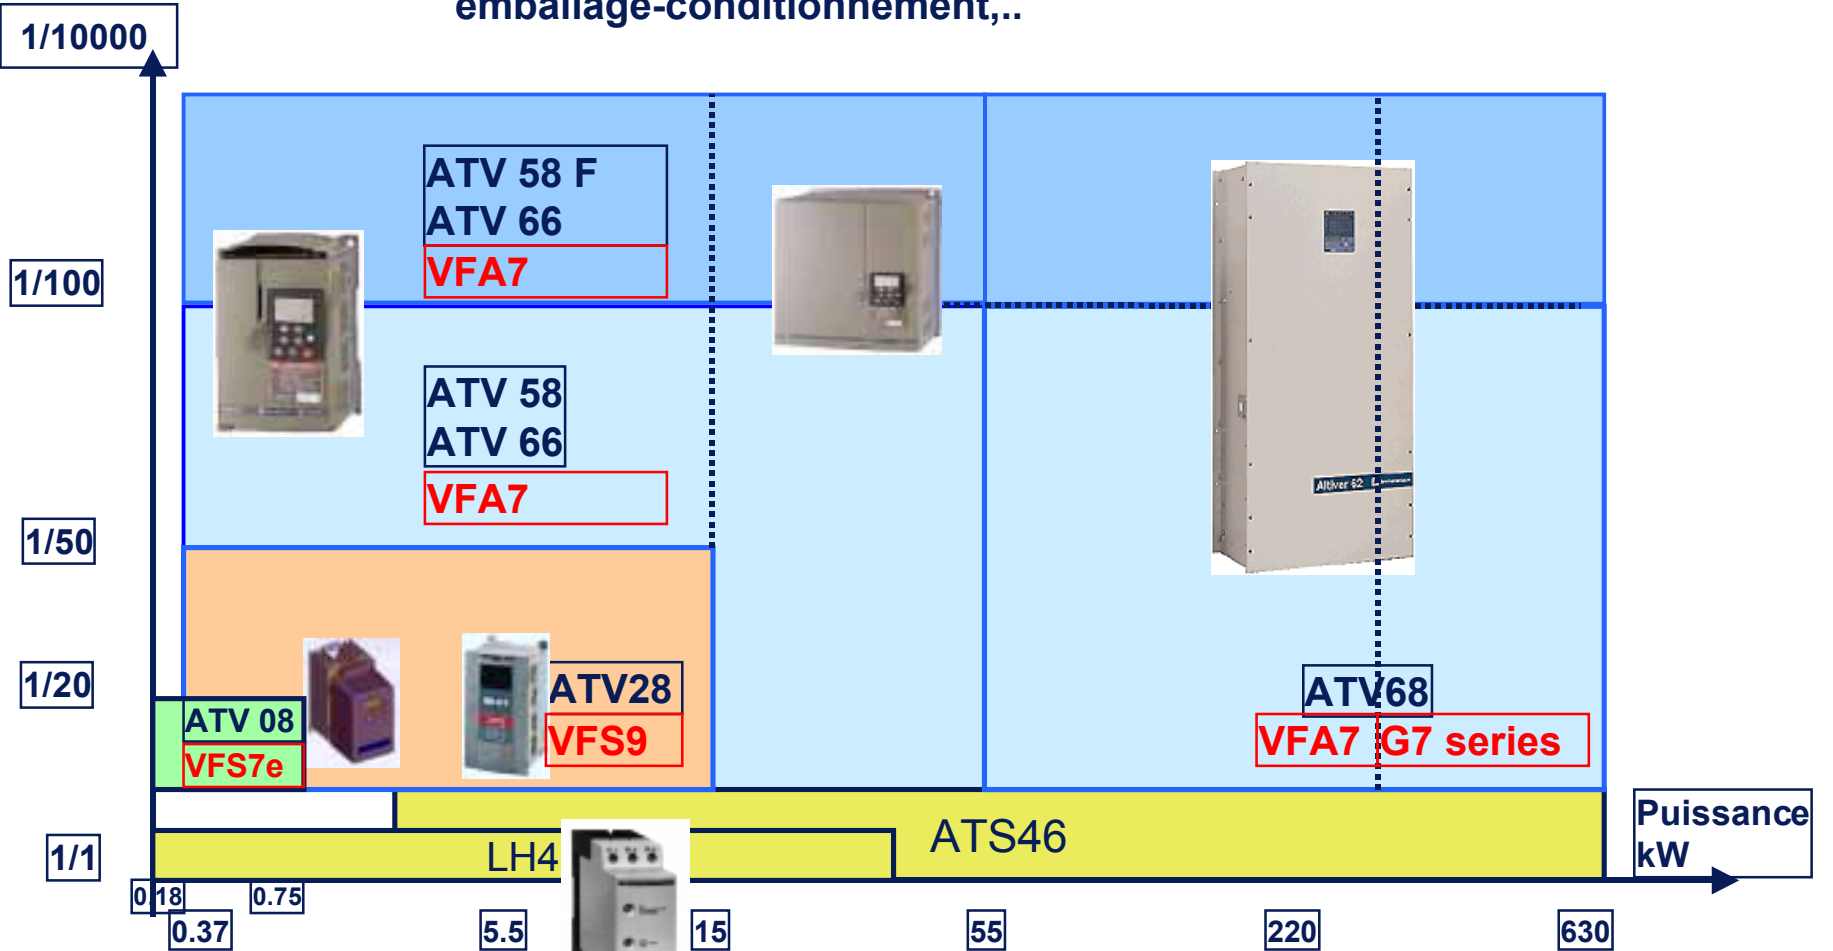 emballage-conditionnement,..
1/10000
ATV 58 F
ATV 66
VFA7
1/100
ATV 58
ATV 66
VFA7
Altiver 62
1/50
1/20
ATV28
ATV68
ATV 08
VFS9
VFA7
G7 series
VFS7e
Puissance
kW
ATS46
LH4
1/1
0.18
0.75
0.37
5.5
15
55
220
630